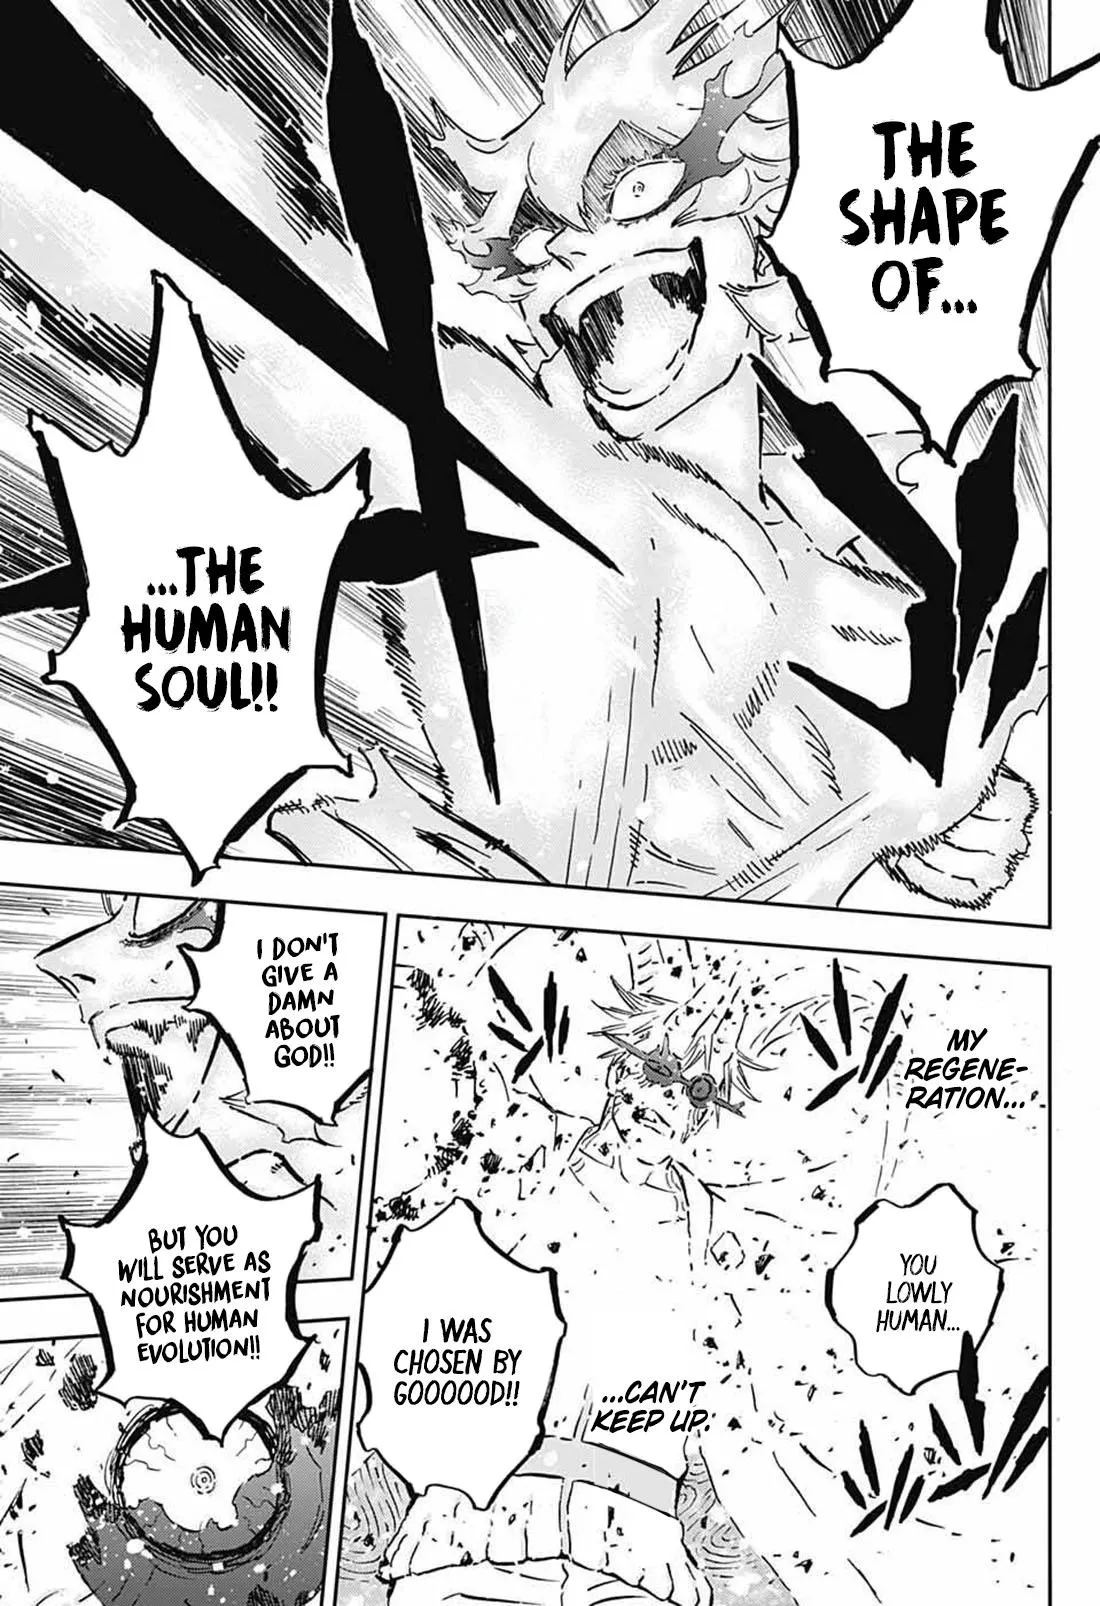 THE
SHAPE
OF...
...THE
HUMAN
SOUL!!
MY
REGENE-
RATION...
YOU
LOWLY
HUMAN...
...CAN'T
KEEP UP.
I WAS
CHOSEN BY
GOOOOOD!!
I DON'T
GIVE A
DAMN
ABOUT
GOD!!
BUT YOU
WILL SERVE AS
NOURISHMENT
FOR HUMAN
EVOLUTION!!